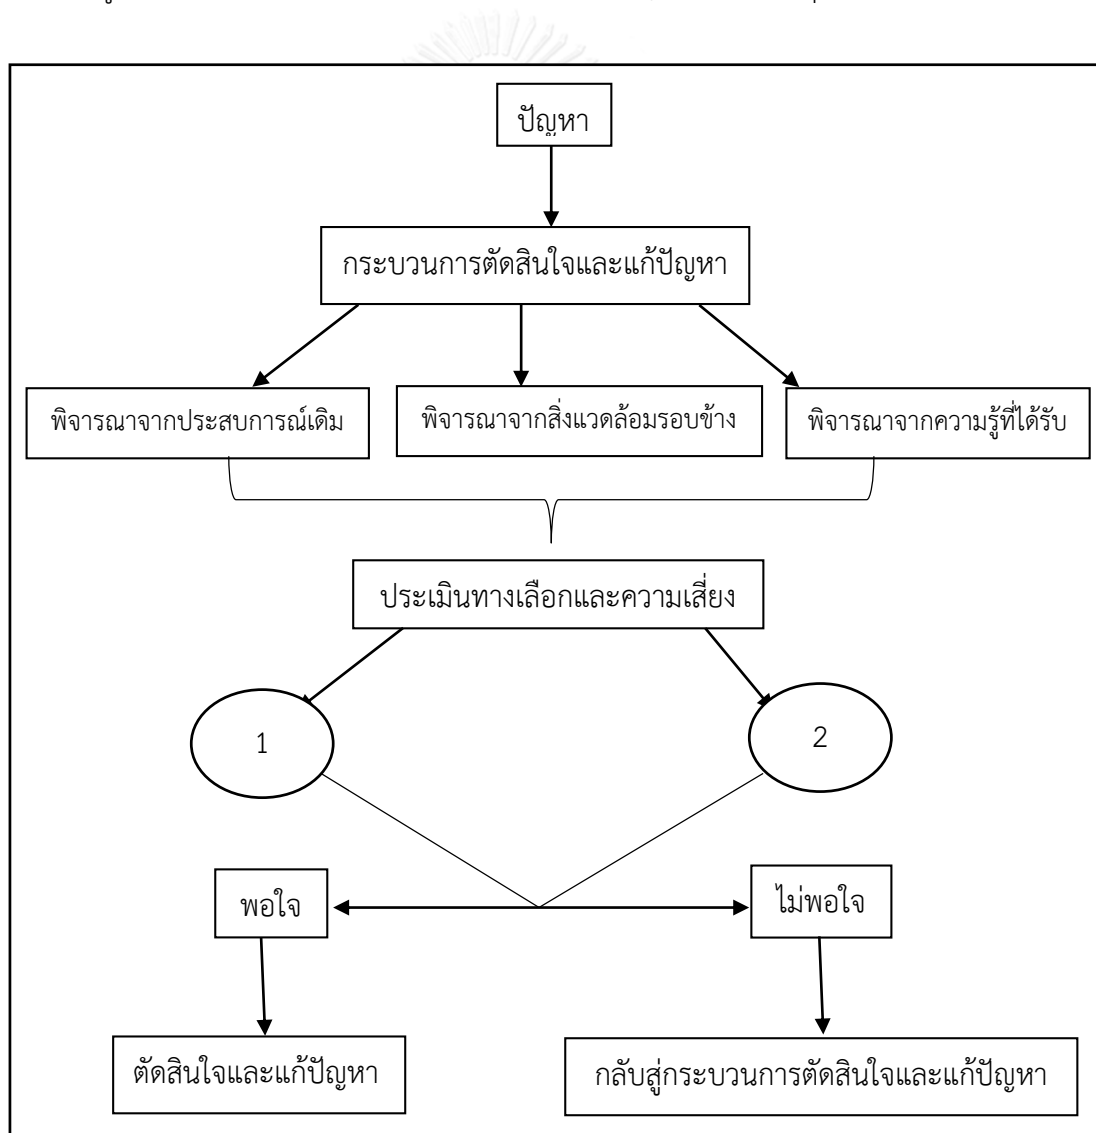 ปัญหา
กระบวนการตัดสินใจและแก้ปัญหา
พิจารณาจากประสบการณ์เดิม
พิจารณาจากสิ่งแวดล้อมรอบข้าง
พิจารณาจากความรู้ที่ได้รับ
ประเมินทางเลือกและความเสี่ยง
1
2
พอใจ
ไม่พอใจ
ตัดสินใจและแก้ปัญหา
กลับสู่กระบวนการตัดสินใจและแก้ปัญหา